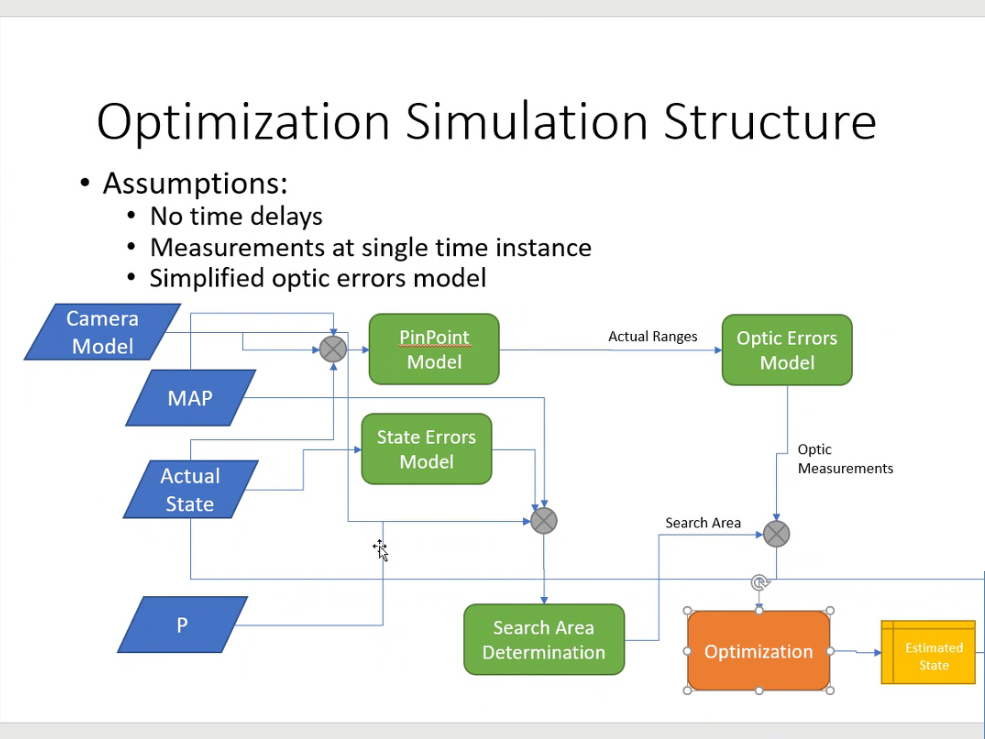 Optimization Simulation Structure
• Assumptions:
• No time delays
• Measurements at single time instance
• Simplified optic errors model
Camera
Model
PinPoint
Model
Actual Ranges
Optic Errors
Model
MAP
State Errors
Model
Optic
Measurements
Actual
State
Search Area
P
Search Area
Determination
Optimization
Estimated
State